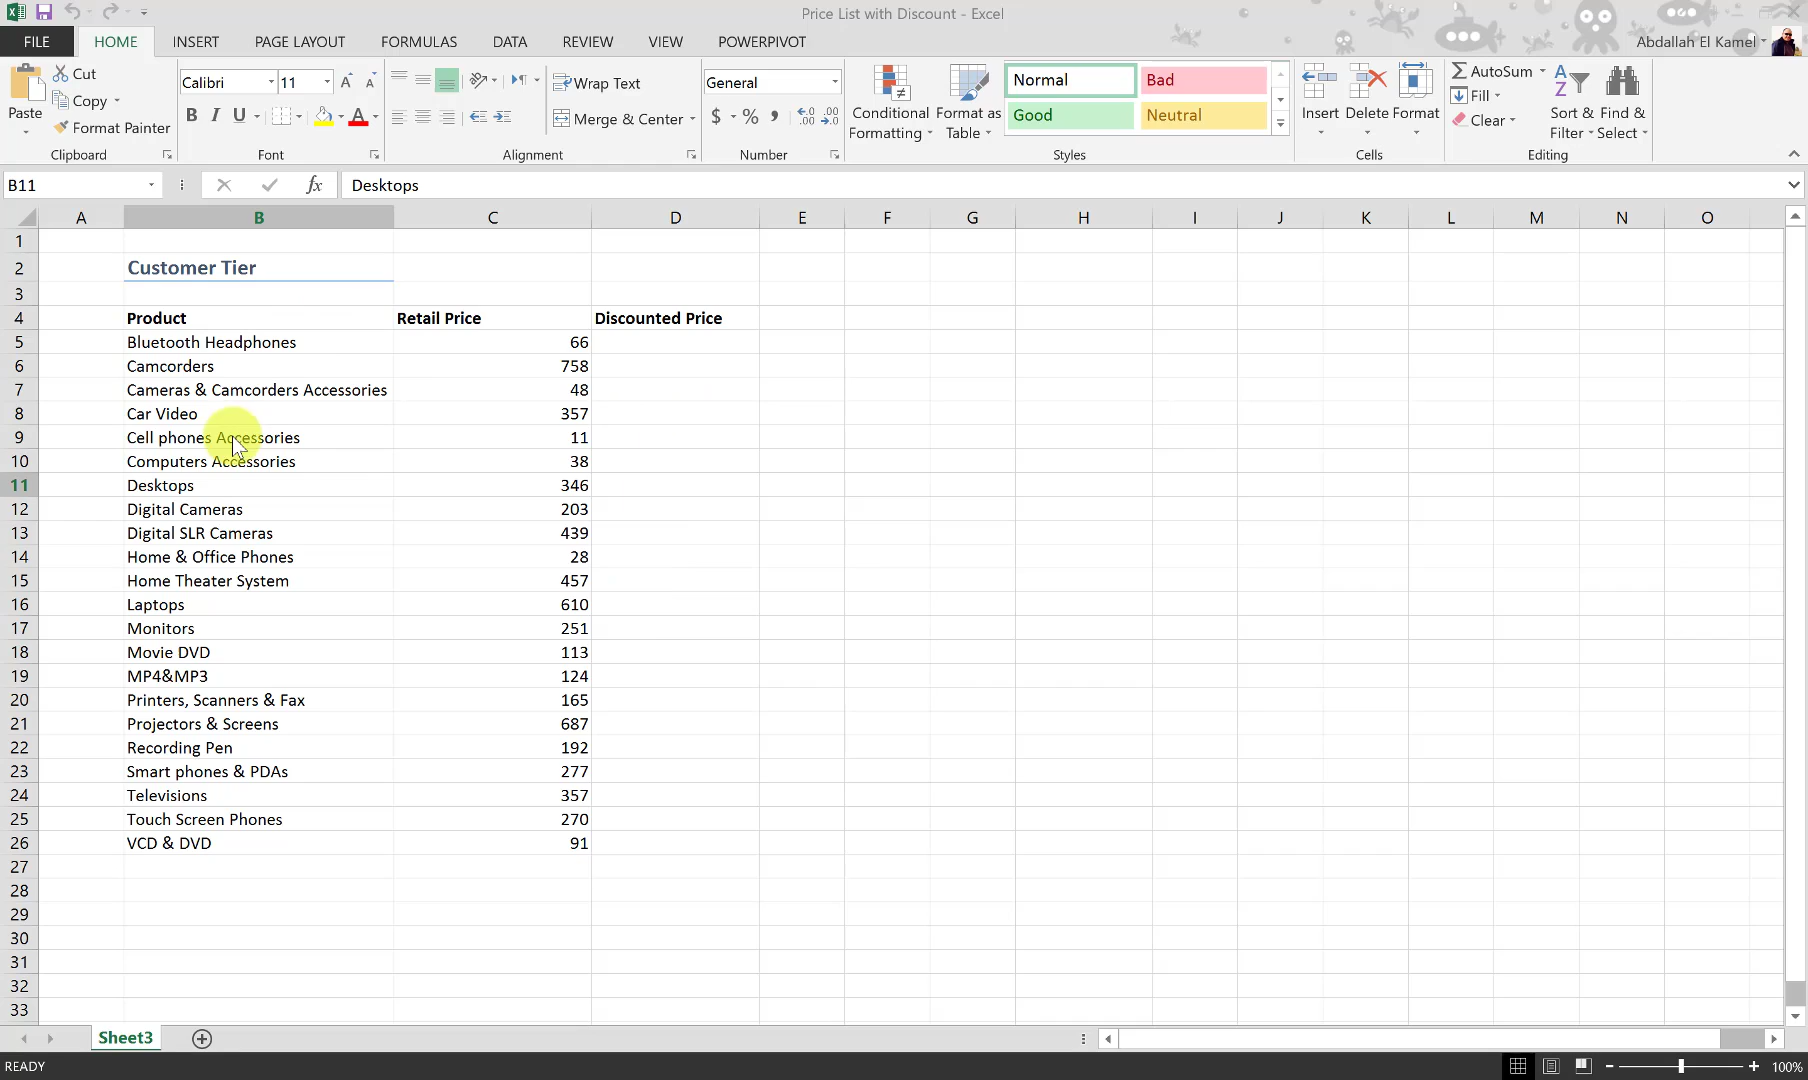 Price List with Discount - Excel
FILE HOME INSERT PAGE LAYOUT FORMULAS DATA REVIEW VIEW POWERPIVOT Abdallah El Kamel
Paste
Cut
Copy
Format Painter
Clipboard
Calibri 11
B I U A
Font
Wrap Text
Merge & Center
Alignment
General
$ % ,
Number
Conditional Formatting
Format as Table
Normal Bad
Good Neutral
Styles
Insert Delete Format
Cells
AutoSum
Fill
Clear
Sort & Filter
Find & Select
Editing
B11 fx Desktops
A B C D E F G H I J K L M N O
1
2 Customer Tier
3
4 Product Retail Price Discounted Price
5 Bluetooth Headphones 66
6 Camcorders 758
7 Cameras & Camcorders Accessories 48
8 Car Video 357
9 Cell phones Accessories 11
10 Computers Accessories 38
11 Desktops 346
12 Digital Cameras 203
13 Digital SLR Cameras 439
14 Home & Office Phones 28
15 Home Theater System 457
16 Laptops 610
17 Monitors 251
18 Movie DVD 113
19 MP4&MP3 124
20 Printers, Scanners & Fax 165
21 Projectors & Screens 687
22 Recording Pen 192
23 Smart phones & PDAs 277
24 Televisions 357
25 Touch Screen Phones 270
26 VCD & DVD 91
27
28
29
30
31
32
33
Sheet3
READY 100%